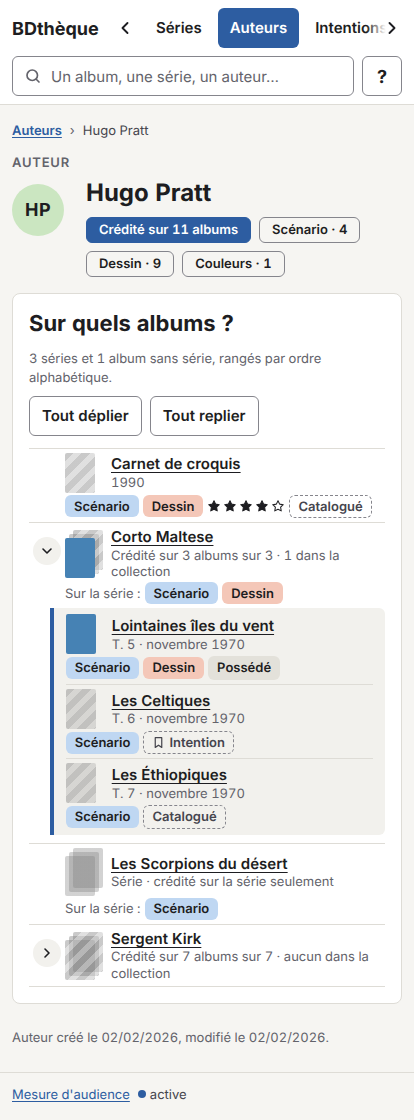 BDthèque Séries Auteurs Intentions
Un album, une série, un auteur... ?
Auteurs › Hugo Pratt
AUTEUR
HP Hugo Pratt
Crédité sur 11 albums Scénario · 4
Dessin · 9 Couleurs · 1
Sur quels albums ?
3 séries et 1 album sans série, rangés par ordre
alphabétique.
Tout déplier Tout replier
Carnet de croquis
1990
Scénario Dessin ★★★★☆ Catalogué
Corto Maltese
Crédité sur 3 albums sur 3 · 1 dans la
collection
Sur la série : Scénario Dessin
Lointaines îles du vent
T. 5 · novembre 1970
Scénario Dessin Possédé
Les Celtiques
T. 6 · novembre 1970
Scénario Intention
Les Éthiopiques
T. 7 · novembre 1970
Scénario Catalogué
Les Scorpions du désert
Série · crédité sur la série seulement
Sur la série : Scénario
Sergent Kirk
Crédité sur 7 albums sur 7 · aucun dans la
collection
Auteur créé le 02/02/2026, modifié le 02/02/2026.
Mesure d'audience active